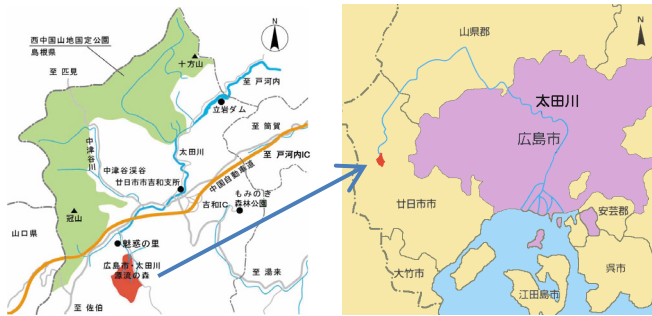 西中国山地国定公園
島根県
N
十方山
至 匹見
至 戸河内
立岩ダム
至 筒賀
太田川
至 戸河内IC
中津谷川
中津谷渓谷
廿日市市吉和支所
中国自動車道
もみのき
森林公園
吉和IC
冠山
山口県
魅惑の里
広島市・太田川
源流の森
至 湯来
至 佐伯
N
山県郡
太田川
広島市
廿日市市
安芸郡
大竹市
呉市
江田島市